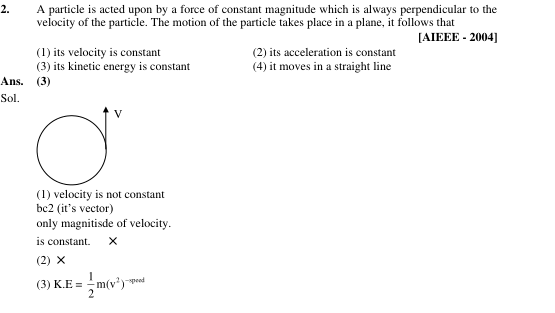 2. A particle is acted upon by a force of constant magnitude which is always perpendicular to the
velocity of the particle. The motion of the particle takes place in a plane, it follows that
[AIEEE - 2004]
(1) its velocity is constant (2) its acceleration is constant
(3) its kinetic energy is constant (4) it moves in a straight line
Ans. (3)
Sol.
V
(1) velocity is not constant
bc2 (it's vector)
only magnitisde of velocity.
is constant. ×
(2) ×
(3) K.E = 1/2 m(v²)^→speed